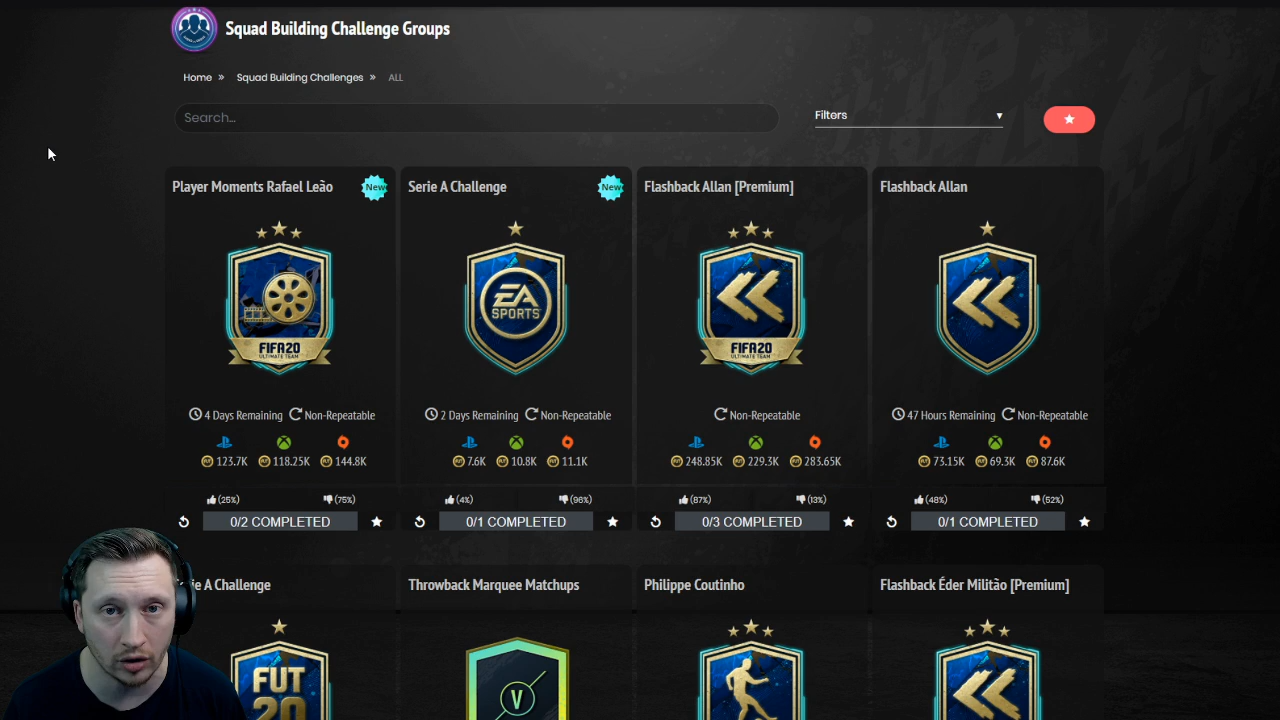 Squad Building Challenge Groups
Home » Squad Building Challenges » ALL
Search...
Filters
Player Moments Rafael Leão
New
Serie A Challenge
New
Flashback Allan [Premium]
Flashback Allan
FIFA 20
ULTIMATE TEAM
EA
SPORTS
FIFA 20
ULTIMATE TEAM
4 Days Remaining Non-Repeatable
2 Days Remaining Non-Repeatable
Non-Repeatable
47 Hours Remaining Non-Repeatable
123.7K 118.25K 144.8K
7.6K 10.8K 11.1K
248.85K 229.3K 283.65K
73.15K 69.3K 87.6K
(25%) (75%)
(4%) (96%)
(87%) (13%)
(48%) (52%)
0/2 COMPLETED
0/1 COMPLETED
0/3 COMPLETED
0/1 COMPLETED
ie A Challenge
Throwback Marquee Matchups
Philippe Coutinho
Flashback Éder Militão [Premium]
FUT
20
V